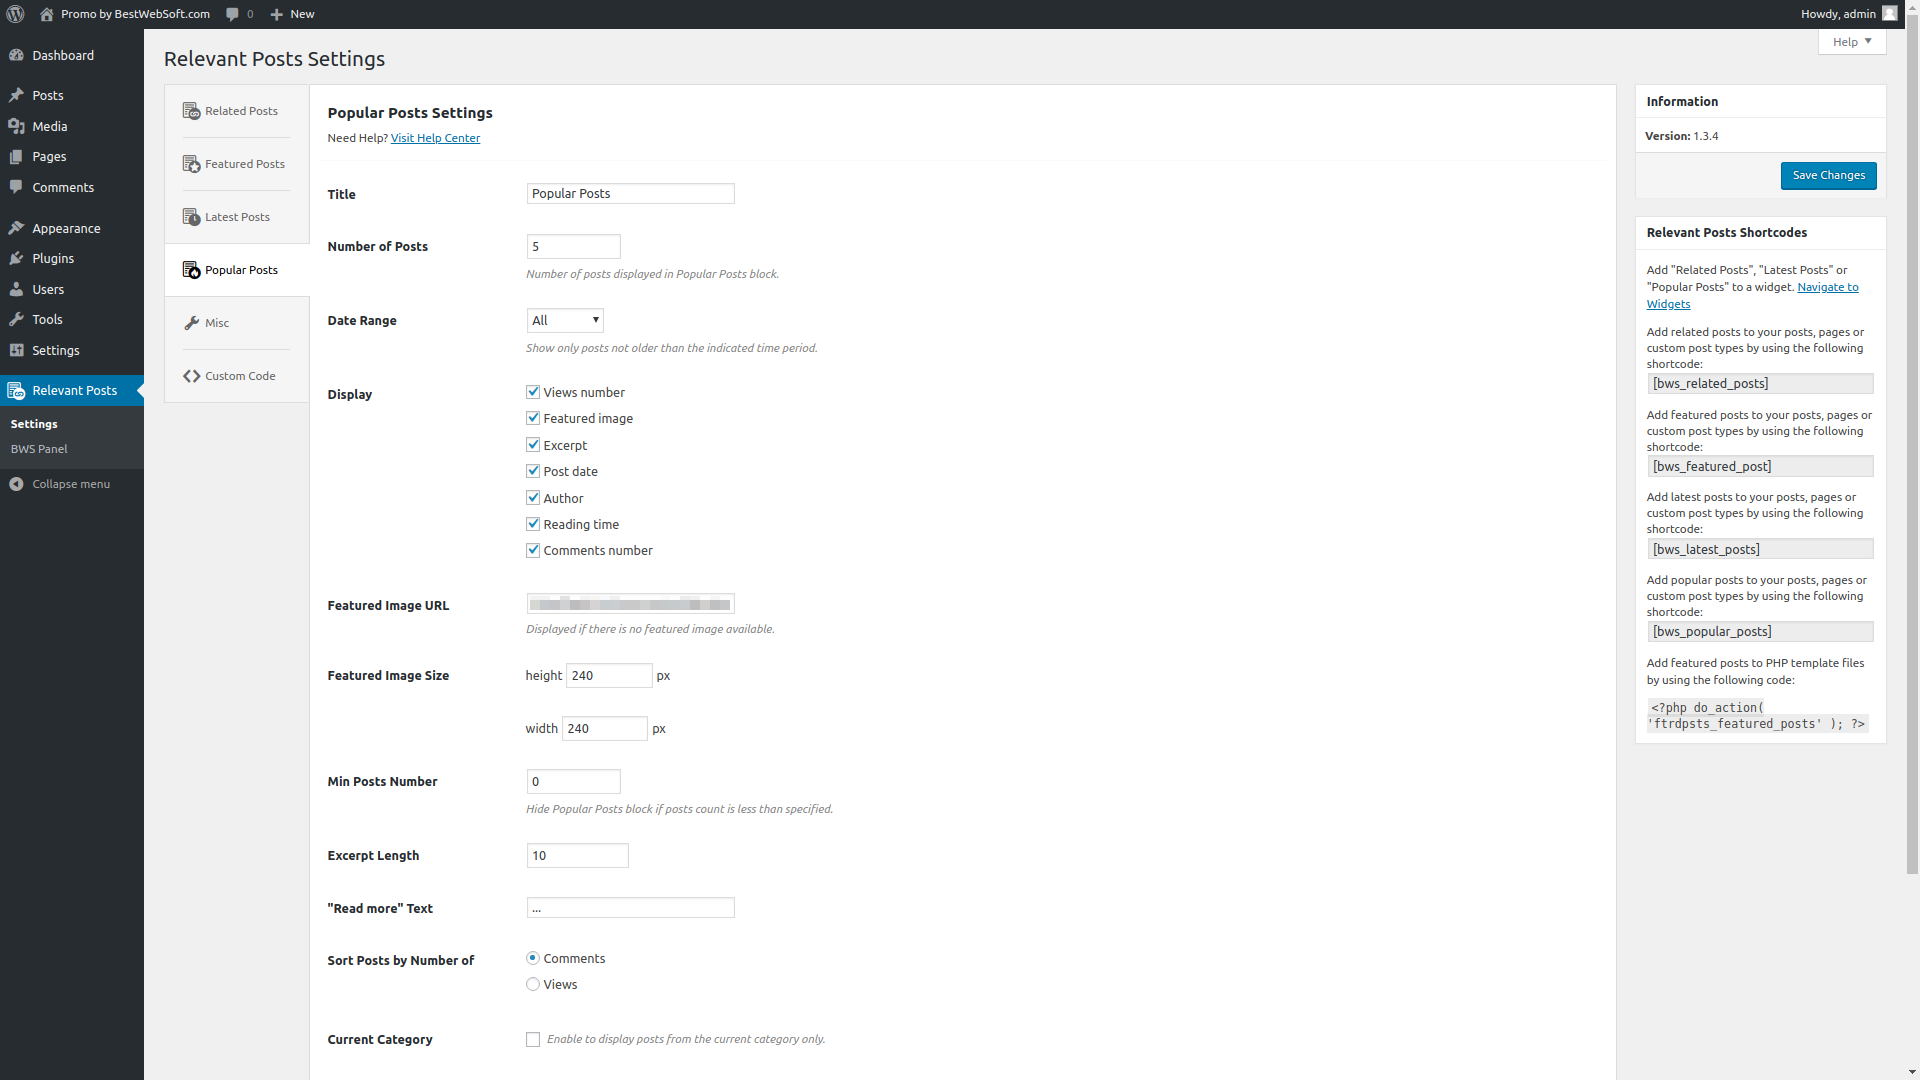 Promo by BestWebSoft.com
0
New
Howdy, admin
Help
Dashboard
Posts
Media
Pages
Comments
Appearance
Plugins
Users
Tools
Settings
Relevant Posts
Settings
BWS Panel
Collapse menu
Relevant Posts Settings
Related Posts
Featured Posts
Latest Posts
Popular Posts
Misc
Custom Code
Popular Posts Settings
Need Help? Visit Help Center
Title
Popular Posts
Number of Posts
5
Number of posts displayed in Popular Posts block.
Date Range
All
Show only posts not older than the indicated time period.
Display
Views number
Featured image
Excerpt
Post date
Author
Reading time
Comments number
Featured Image URL
Displayed if there is no featured image available.
Featured Image Size
height 240 px
width 240 px
Min Posts Number
0
Hide Popular Posts block if posts count is less than specified.
Excerpt Length
10
"Read more" Text
...
Sort Posts by Number of
Comments
Views
Current Category
Enable to display posts from the current category only.
Information
Version: 1.3.4
Save Changes
Relevant Posts Shortcodes
Add "Related Posts", "Latest Posts" or
"Popular Posts" to a widget. Navigate to
Widgets
Add related posts to your posts, pages or
custom post types by using the following
shortcode:
[bws_related_posts]
Add featured posts to your posts, pages or
custom post types by using the following
shortcode:
[bws_featured_post]
Add latest posts to your posts, pages or
custom post types by using the following
shortcode:
[bws_latest_posts]
Add popular posts to your posts, pages or
custom post types by using the following
shortcode:
[bws_popular_posts]
Add featured posts to PHP template files
by using the following code:
<?php do_action(
'ftrdpsts_featured_posts' ); ?>